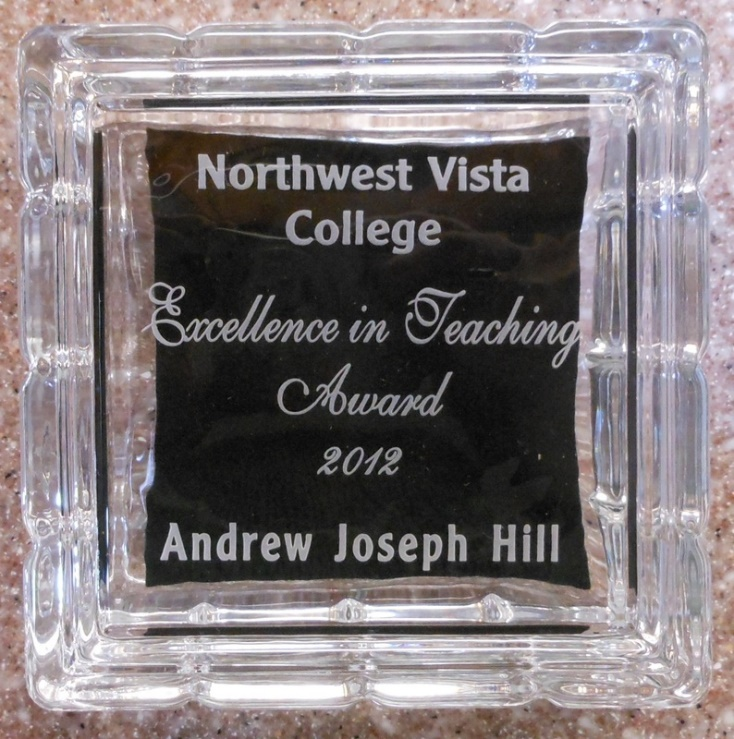 Northwest Vista
College
Excellence in Teaching
Award
2012
Andrew Joseph Hill